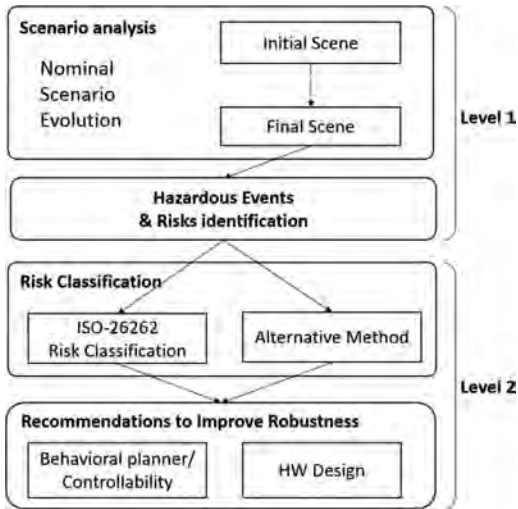 Scenario analysis
Nominal
Scenario
Evolution
Initial Scene
Final Scene
Level 1
Hazardous Events
& Risks identification
Risk Classification
ISO-26262
Risk Classification
Alternative Method
Level 2
Recommendations to Improve Robustness
Behavioral planner/
Controllability
HW Design